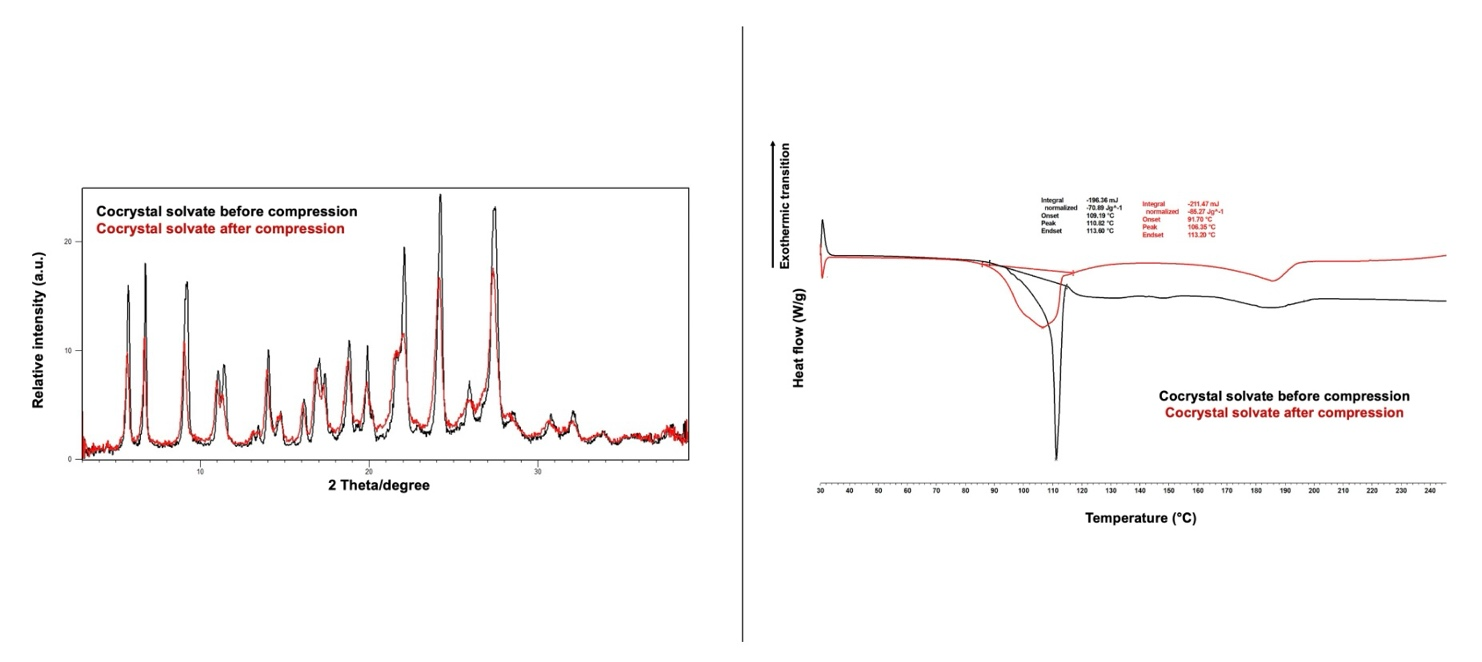 Cocrystal solvate before compression
Cocrystal solvate after compression
Relative intensity (a.u.)
20
10
0
10
20
30
2 Theta/degree
Exothermic transition
Heat flow (W/g)
Integral -196.36 mJ
normalized -70.89 Jg^-1
Onset 109.19 °C
Peak 110.82 °C
Endset 113.60 °C
Integral -211.47 mJ
normalized -85.27 Jg^-1
Onset 91.70 °C
Peak 106.35 °C
Endset 113.20 °C
Cocrystal solvate before compression
Cocrystal solvate after compression
30 40 50 60 70 80 90 100 110 120 130 140 150 160 170 180 190 200 210 220 230 240
Temperature (°C)